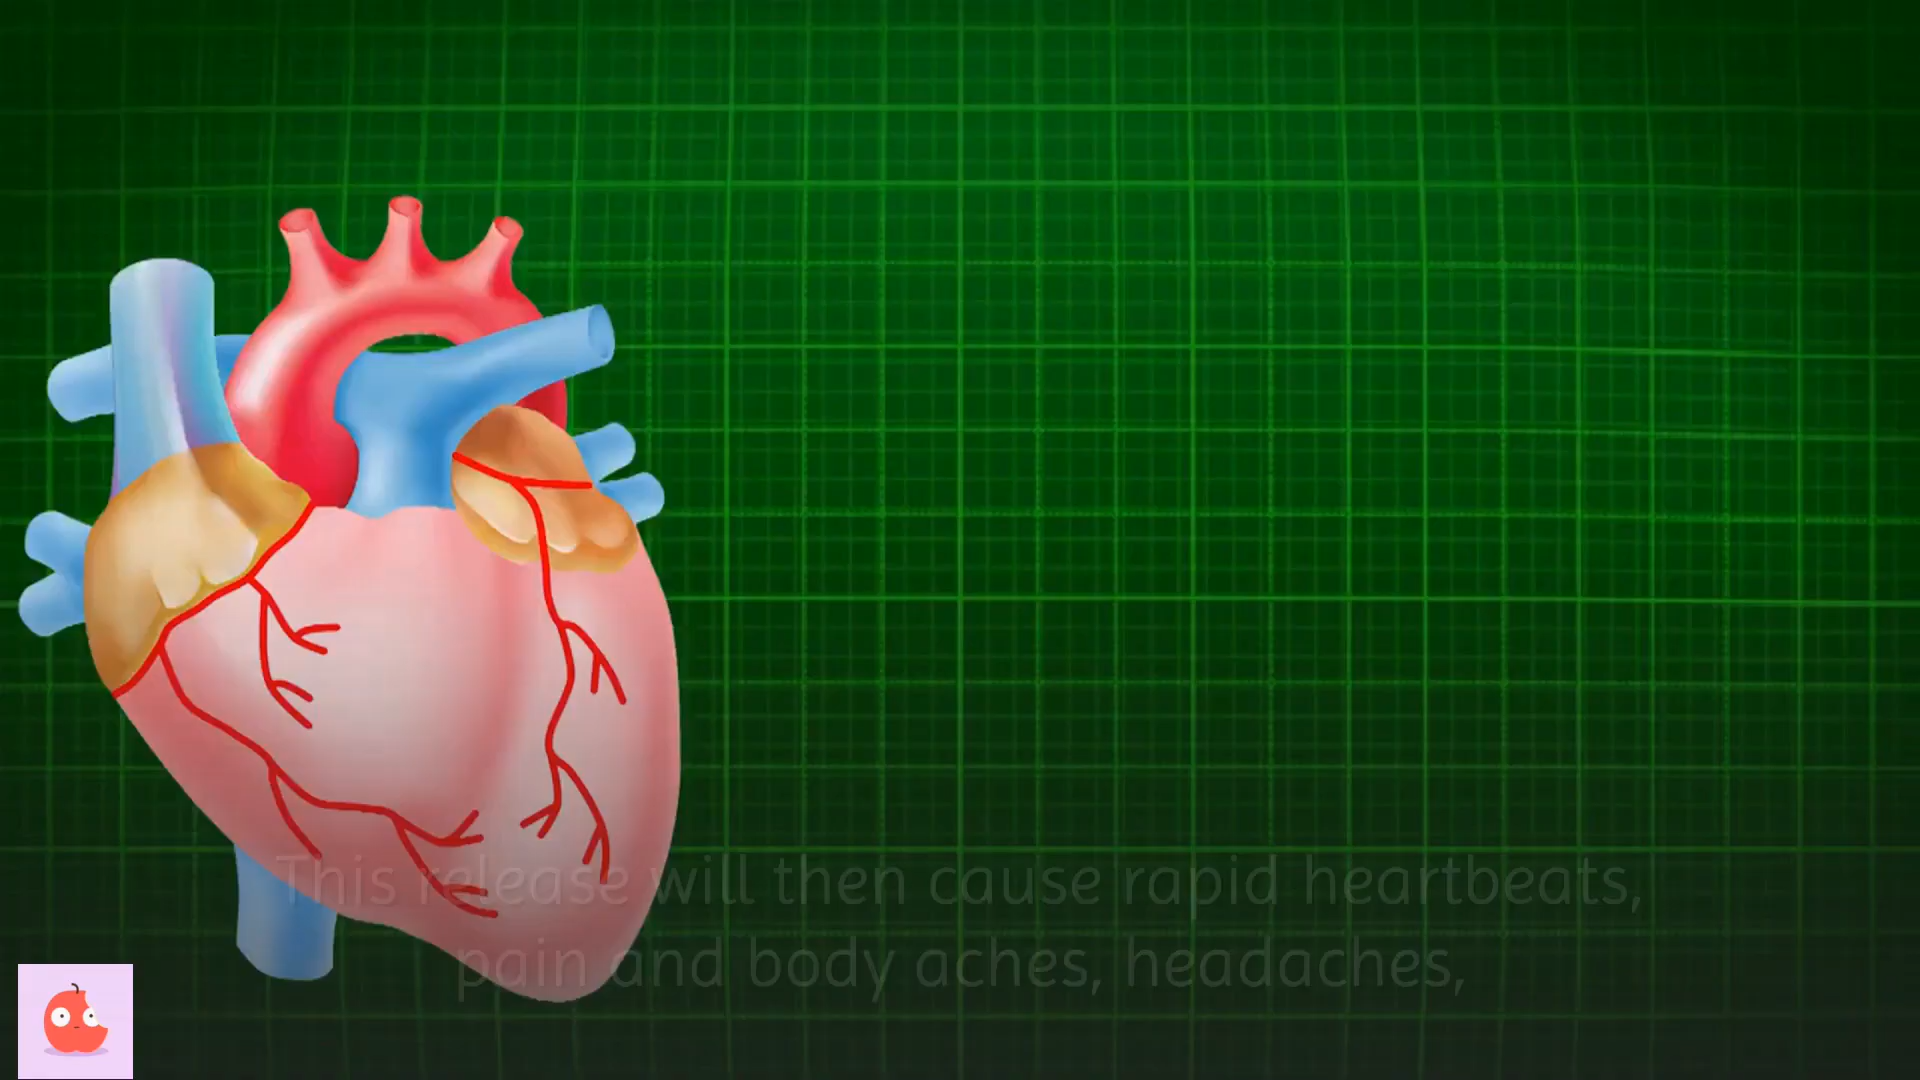 This release will then cause rapid heartbeats,
pain and body aches, headaches,